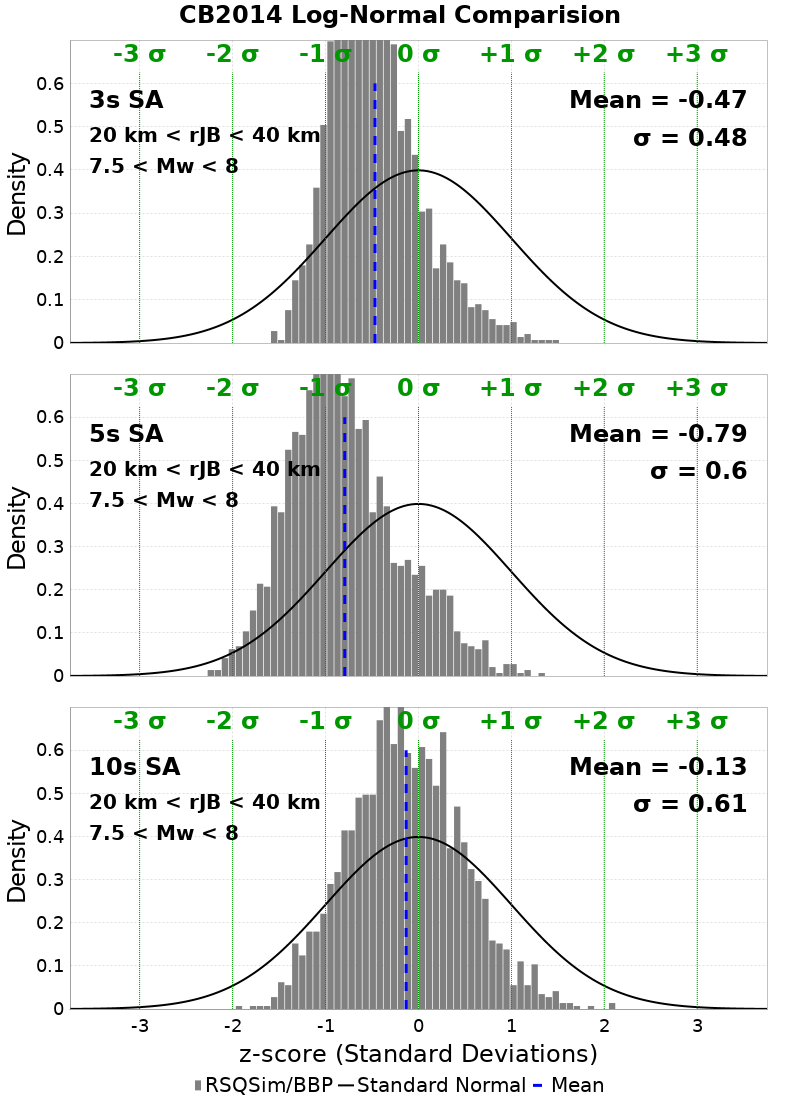 CB2014 Log-Normal Comparision
-3 σ -2 σ -1 σ 0 σ +1 σ +2 σ +3 σ
3s SA
20 km < rJB < 40 km
7.5 < Mw < 8
Mean = -0.47
σ = 0.48
0.6
0.5
0.4
0.3
0.2
0.1
0
Density
-3 σ -2 σ -1 σ 0 σ +1 σ +2 σ +3 σ
5s SA
20 km < rJB < 40 km
7.5 < Mw < 8
Mean = -0.79
σ = 0.6
0.6
0.5
0.4
0.3
0.2
0.1
0
Density
-3 σ -2 σ -1 σ 0 σ +1 σ +2 σ +3 σ
10s SA
20 km < rJB < 40 km
7.5 < Mw < 8
Mean = -0.13
σ = 0.61
0.6
0.5
0.4
0.3
0.2
0.1
0
Density
-3 -2 -1 0 1 2 3
z-score (Standard Deviations)
RSQSim/BBP Standard Normal Mean